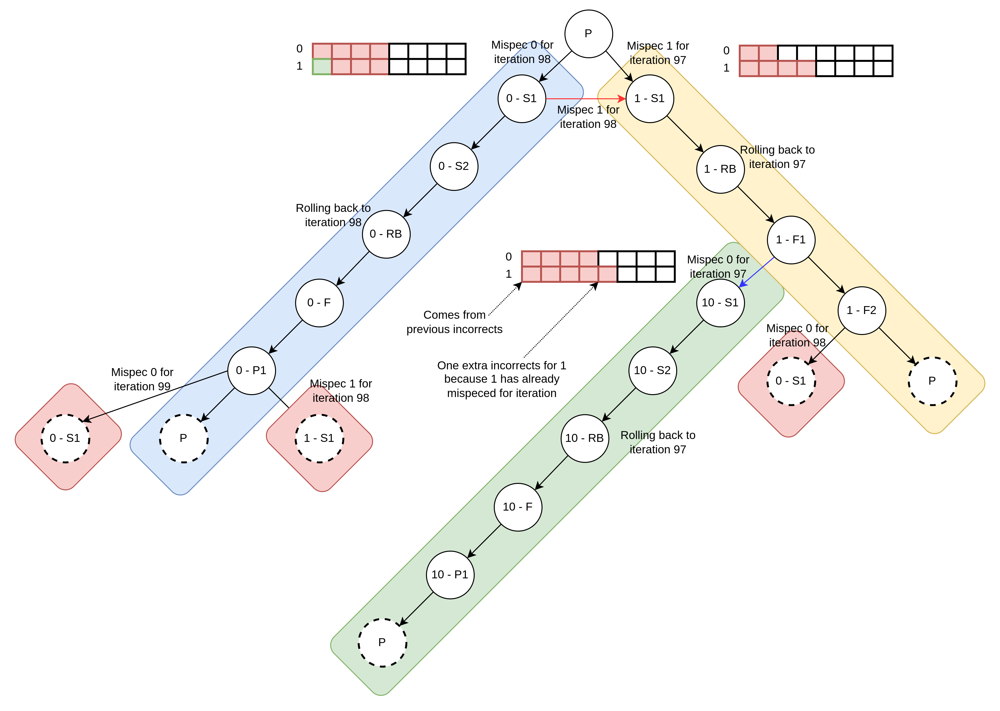 P
Mispec 0 for
iteration 98
Mispec 1 for
iteration 97
0
1
0
1
0 - S1
1 - S1
Mispec 1 for
iteration 98
0 - S2
Rolling back to
iteration 97
1 - RB
Rolling back to
iteration 98
0 - RB
1 - F1
0
1
Mispec 0 for
iteration 97
0 - F
10 - S1
1 - F2
Comes from
previous incorrects
Mispec 0 for
iteration 98
One extra incorrects for 1
because 1 has already
mispeced for iteration
0 - P1
10 - S2
0 - S1
P
Mispec 0 for
iteration 99
Mispec 1 for
iteration 98
0 - S1
P
1 - S1
10 - RB
Rolling back to
iteration 97
10 - F
10 - P1
P